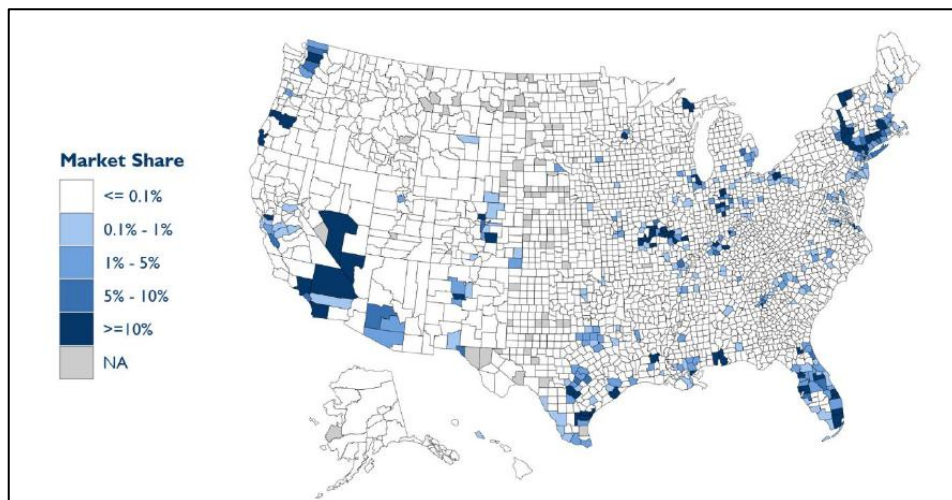 Market Share
<= 0.1%
0.1% - 1%
1% - 5%
5% - 10%
>=10%
NA